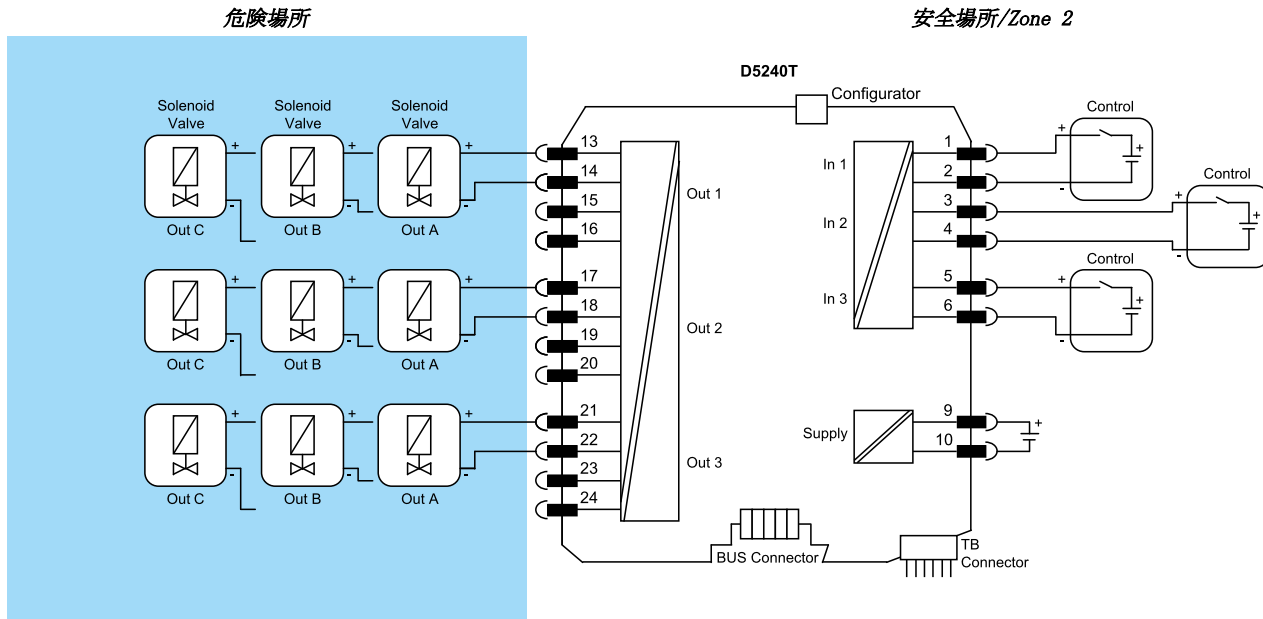 危険場所
安全場所/Zone 2
D5240T
Configurator
Solenoid Valve
Solenoid Valve
Solenoid Valve
+
+
+
-
-
-
Out C
Out B
Out A
13
14
15
16
Out 1
+
+
+
-
-
-
Out C
Out B
Out A
17
18
19
20
Out 2
+
+
+
-
-
-
Out C
Out B
Out A
21
22
23
24
Out 3
In 1
1
2
+
-
Control
+
In 2
3
4
+
-
Control
+
In 3
5
6
+
-
Control
+
Supply
9
10
+
BUS Connector
TB
Connector